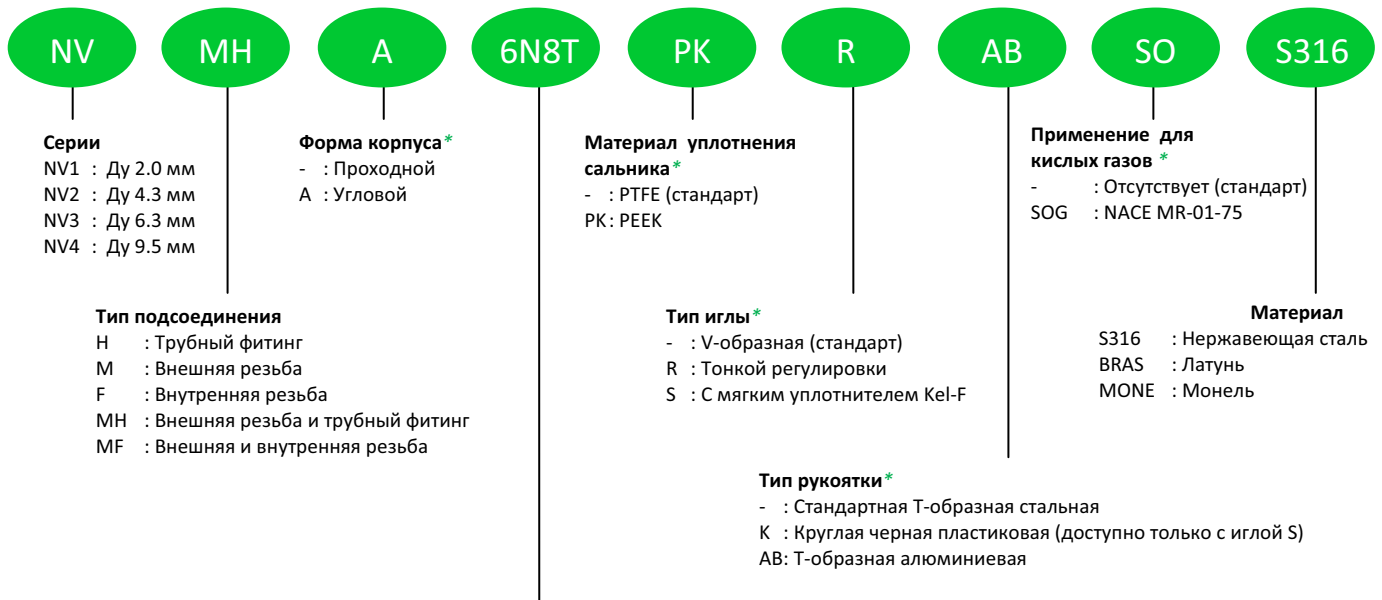 NV MH A 6N8T PK R AB SO S316
Серии
NV1 : Ду 2.0 мм
NV2 : Ду 4.3 мм
NV3 : Ду 6.3 мм
NV4 : Ду 9.5 мм
Форма корпуса*
- : Проходной
A : Угловой
Материал уплотнения
сальника*
- : PTFE (стандарт)
PK : PEEK
Применение для
кислых газов *
- : Отсутствует (стандарт)
SOG : NACE MR-01-75
Тип подсоединения
H : Трубный фитинг
M : Внешняя резьба
F : Внутренняя резьба
MH : Внешняя резьба и трубный фитинг
MF : Внешняя и внутренняя резьба
Тип иглы*
- : V-образная (стандарт)
R : Тонкой регулировки
S : С мягким уплотнителем Kel-F
Материал
S316 : Нержавеющая сталь
BRAS : Латунь
MONE : Монель
Тип рукоятки*
- : Стандартная Т-образная стальная
K : Круглая черная пластиковая (доступно только с иглой S)
AB: Т-образная алюминиевая